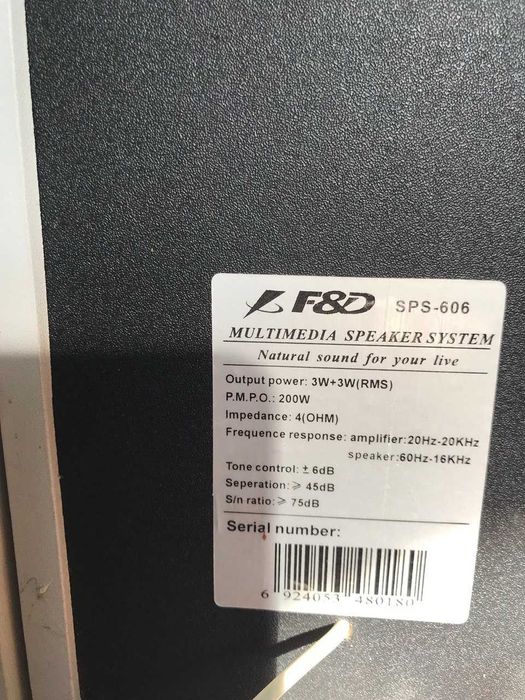 F&D SPS-606
MULTIMEDIA SPEAKER SYSTEM
Natural sound for your live
Output power: 3W+3W(RMS)
P.M.P.O.: 200W
Impedance: 4(OHM)
Frequence response: amplifier:20Hz-20KHz
speaker:60Hz-16KHz
Tone control: ± 6dB
Seperation: ≥ 45dB
S/n ratio: ≥ 75dB
Serial number:
6 924053 480180